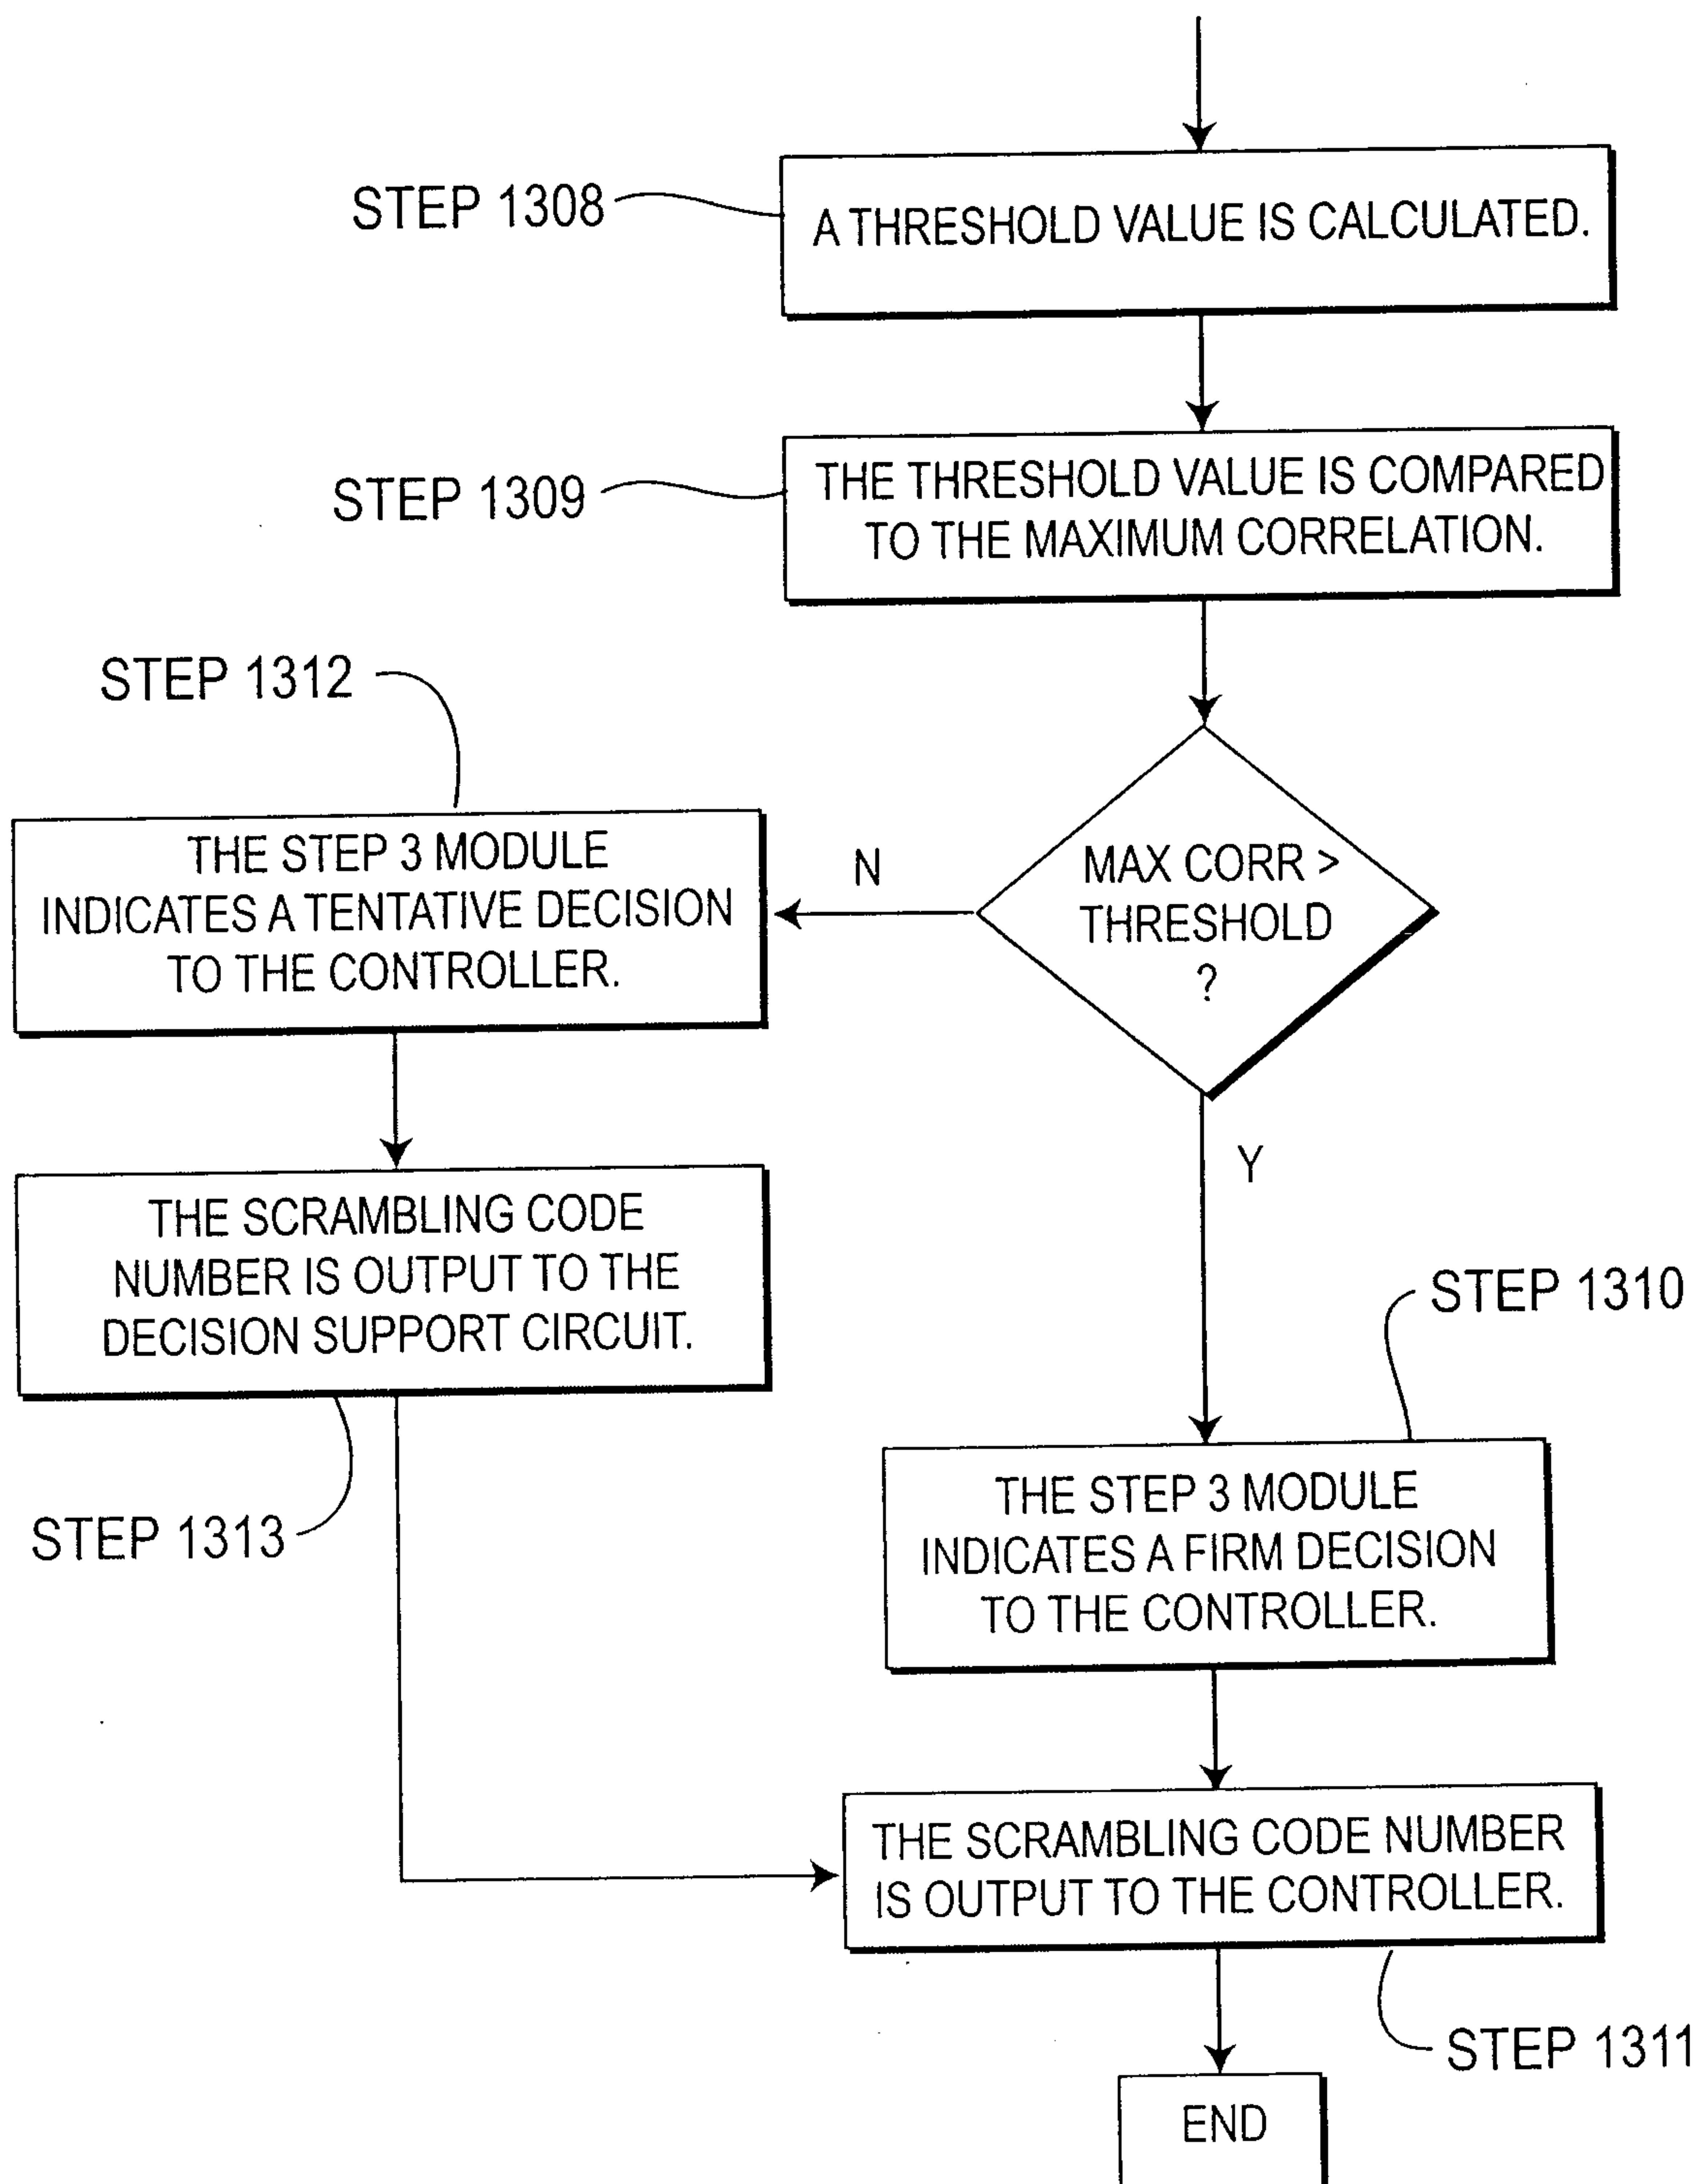 STEP 1308
A THRESHOLD VALUE IS CALCULATED.
STEP 1309
THE THRESHOLD VALUE IS COMPARED
TO THE MAXIMUM CORRELATION.
STEP 1312
THE STEP 3 MODULE
INDICATES A TENTATIVE DECISION
TO THE CONTROLLER.
N
MAX CORR >
THRESHOLD
?
Y
THE SCRAMBLING CODE
NUMBER IS OUTPUT TO THE
DECISION SUPPORT CIRCUIT.
STEP 1313
STEP 1310
THE STEP 3 MODULE
INDICATES A FIRM DECISION
TO THE CONTROLLER.
THE SCRAMBLING CODE NUMBER
IS OUTPUT TO THE CONTROLLER.
STEP 1311
END